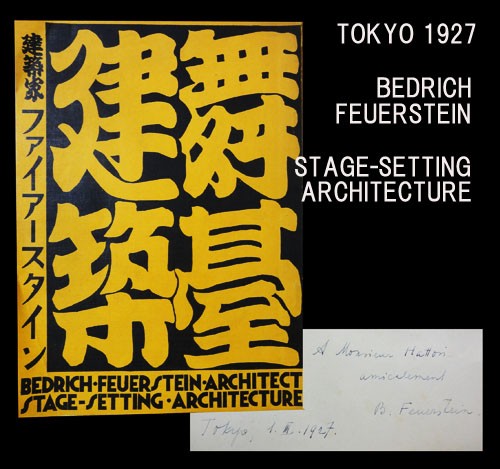 TOKYO 1927
BEDRICH
FEUERSTEIN
STAGE-SETTING
ARCHITECTURE
舞臺
建築
建築家 ファイアースタイン
BEDRICH·FEUERSTEIN·ARCHITECT
STAGE-SETTING·ARCHITECTURE
A Monsieur Hattori
amicalement
B. Feuerstein.
Tokyo, 1. 1927.